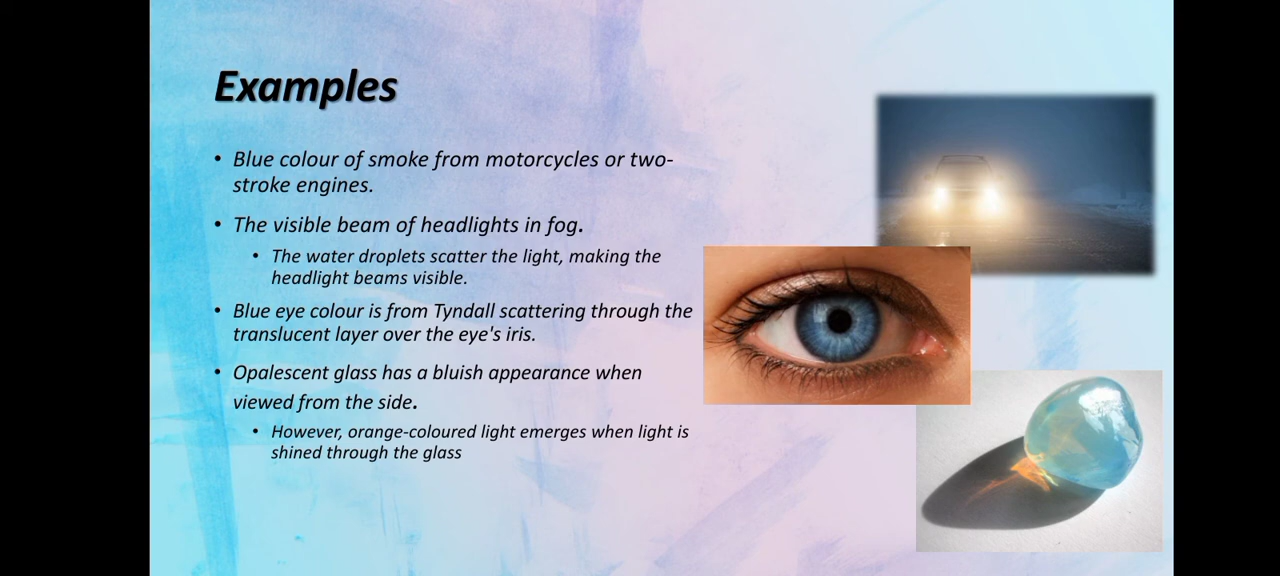 Examples
• Blue colour of smoke from motorcycles or two-
stroke engines.
• The visible beam of headlights in fog.
• The water droplets scatter the light, making the
headlight beams visible.
• Blue eye colour is from Tyndall scattering through the
translucent layer over the eye's iris.
• Opalescent glass has a bluish appearance when
viewed from the side.
• However, orange-coloured light emerges when light is
shined through the glass